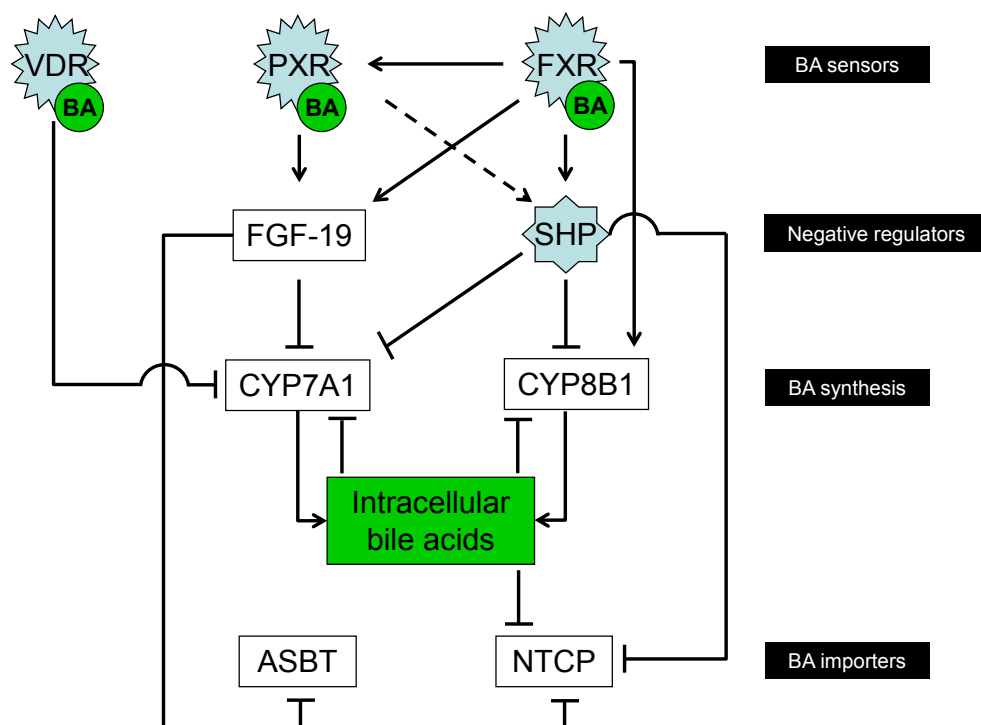 VDR
BA
PXR
BA
FXR
BA
BA sensors
FGF-19
SHP
Negative regulators
CYP7A1
CYP8B1
BA synthesis
Intracellular
bile acids
ASBT
NTCP
BA importers